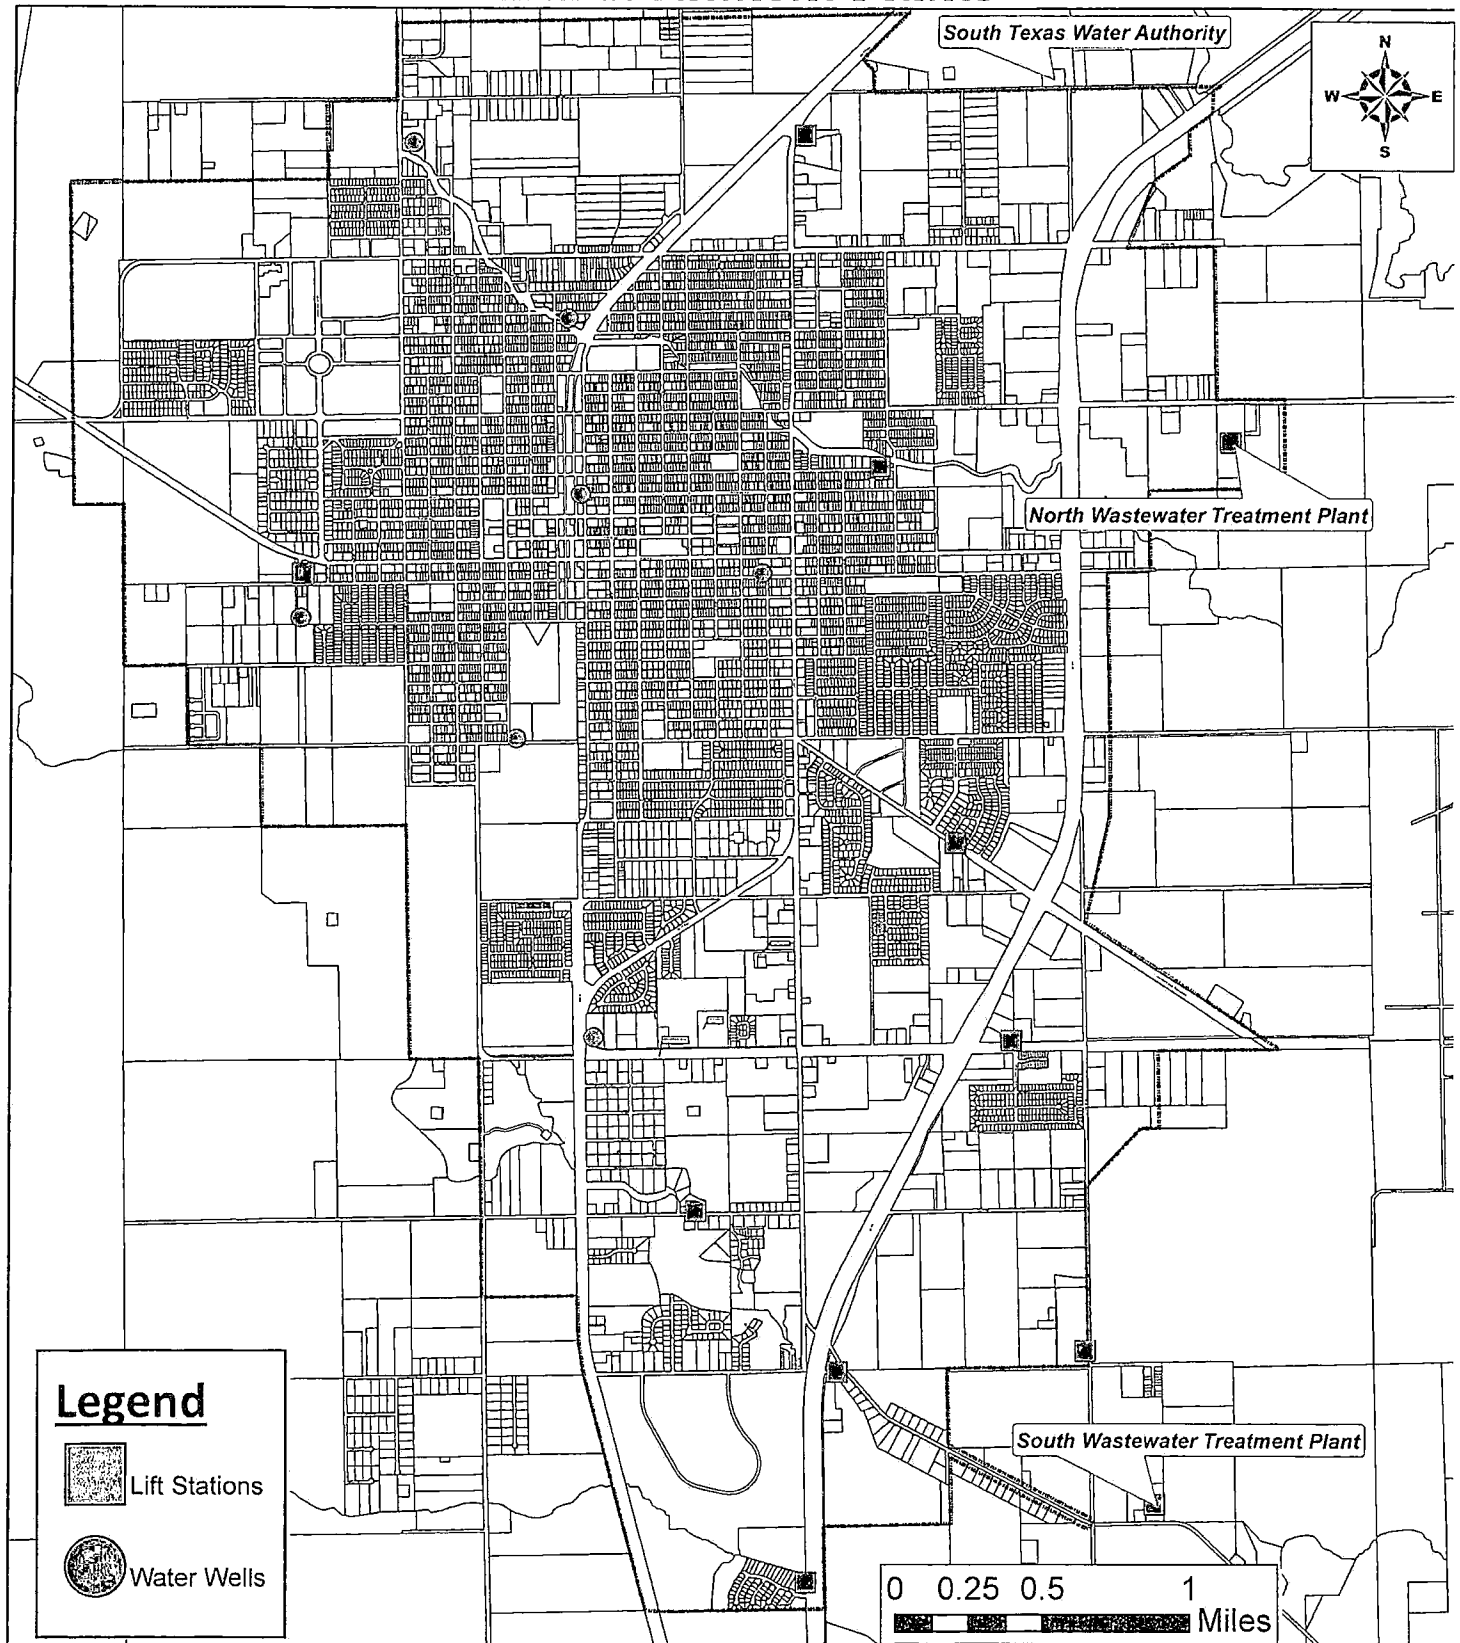 South Texas Water Authority
N
W E
S
North Wastewater Treatment Plant
South Wastewater Treatment Plant
Legend
Lift Stations
Water Wells
0 0.25 0.5 1
Miles